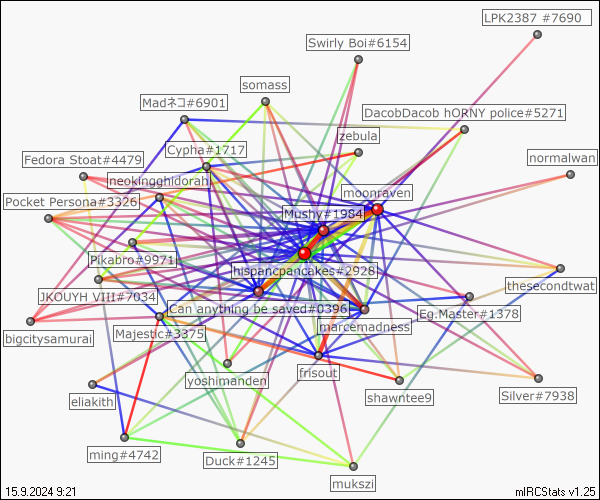 LPK2387 #7690
Swirly Boi#6154
somass
Madネコ#6901
DacobDacob hORNY police#5271
zebula
Cypha#1717
Fedora Stoat#4479
normalwan
neokingghidorah
moonraven
Pocket Persona#3326
Mushy#1984
Pikabro#9971
hispancpancakes#2928
thesecondtwat
JKOUYH VIII#7034
Can anything be saved#0396
Eg.Master#1378
marcemadness
Majestic#3375
bigcitysamurai
frisout
yoshimanden
shawntee9
Silver#7938
eliakith
ming#4742
Duck#1245
mukszi
15.9.2024 9:21
mIRCStats v1.25